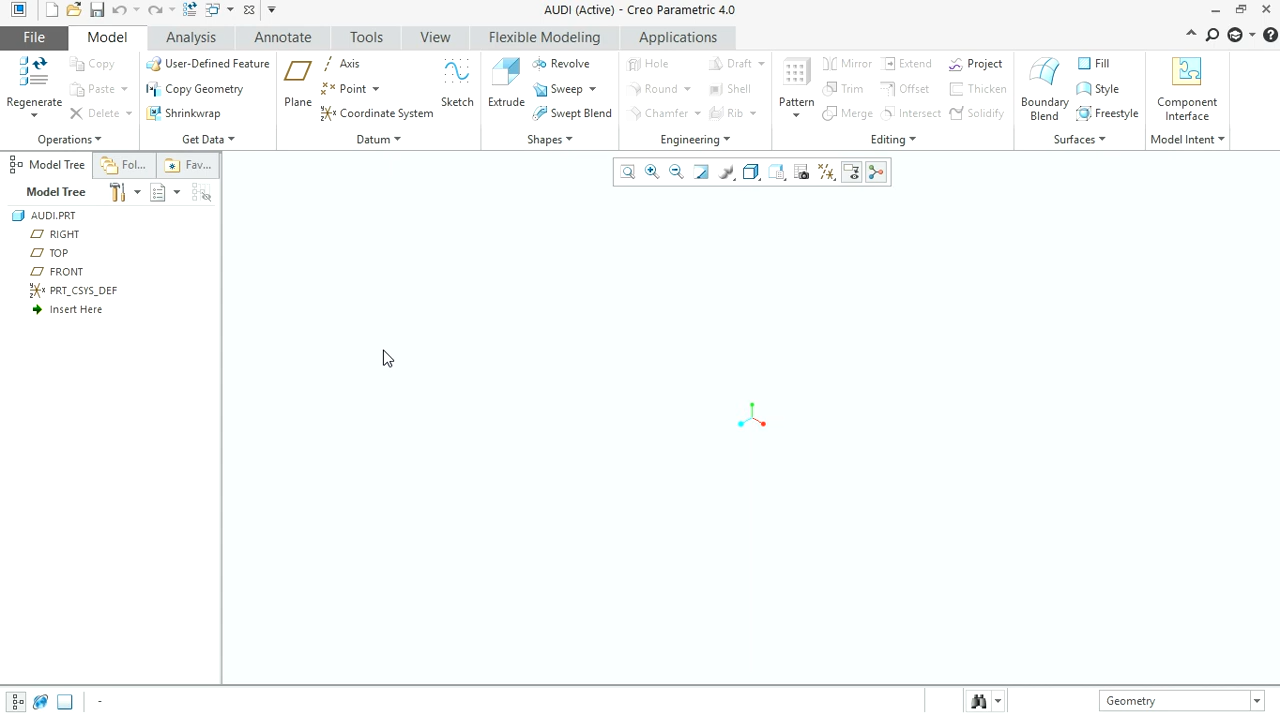 AUDI (Active) - Creo Parametric 4.0
File Model Analysis Annotate Tools View Flexible Modeling Applications
Regenerate
Copy
Paste
Delete
Operations
User-Defined Feature
Copy Geometry
Shrinkwrap
Get Data
Plane
Axis
Point
Coordinate System
Sketch
Datum
Extrude
Revolve
Sweep
Swept Blend
Shapes
Hole
Round
Chamfer
Draft
Shell
Rib
Engineering
Pattern
Mirror
Trim
Merge
Extend
Offset
Intersect
Project
Thicken
Solidify
Editing
Boundary
Blend
Fill
Style
Freestyle
Surfaces
Component
Interface
Model Intent
Model Tree Fol... Fav...
Model Tree
AUDI.PRT
RIGHT
TOP
FRONT
PRT_CSYS_DEF
Insert Here
Geometry